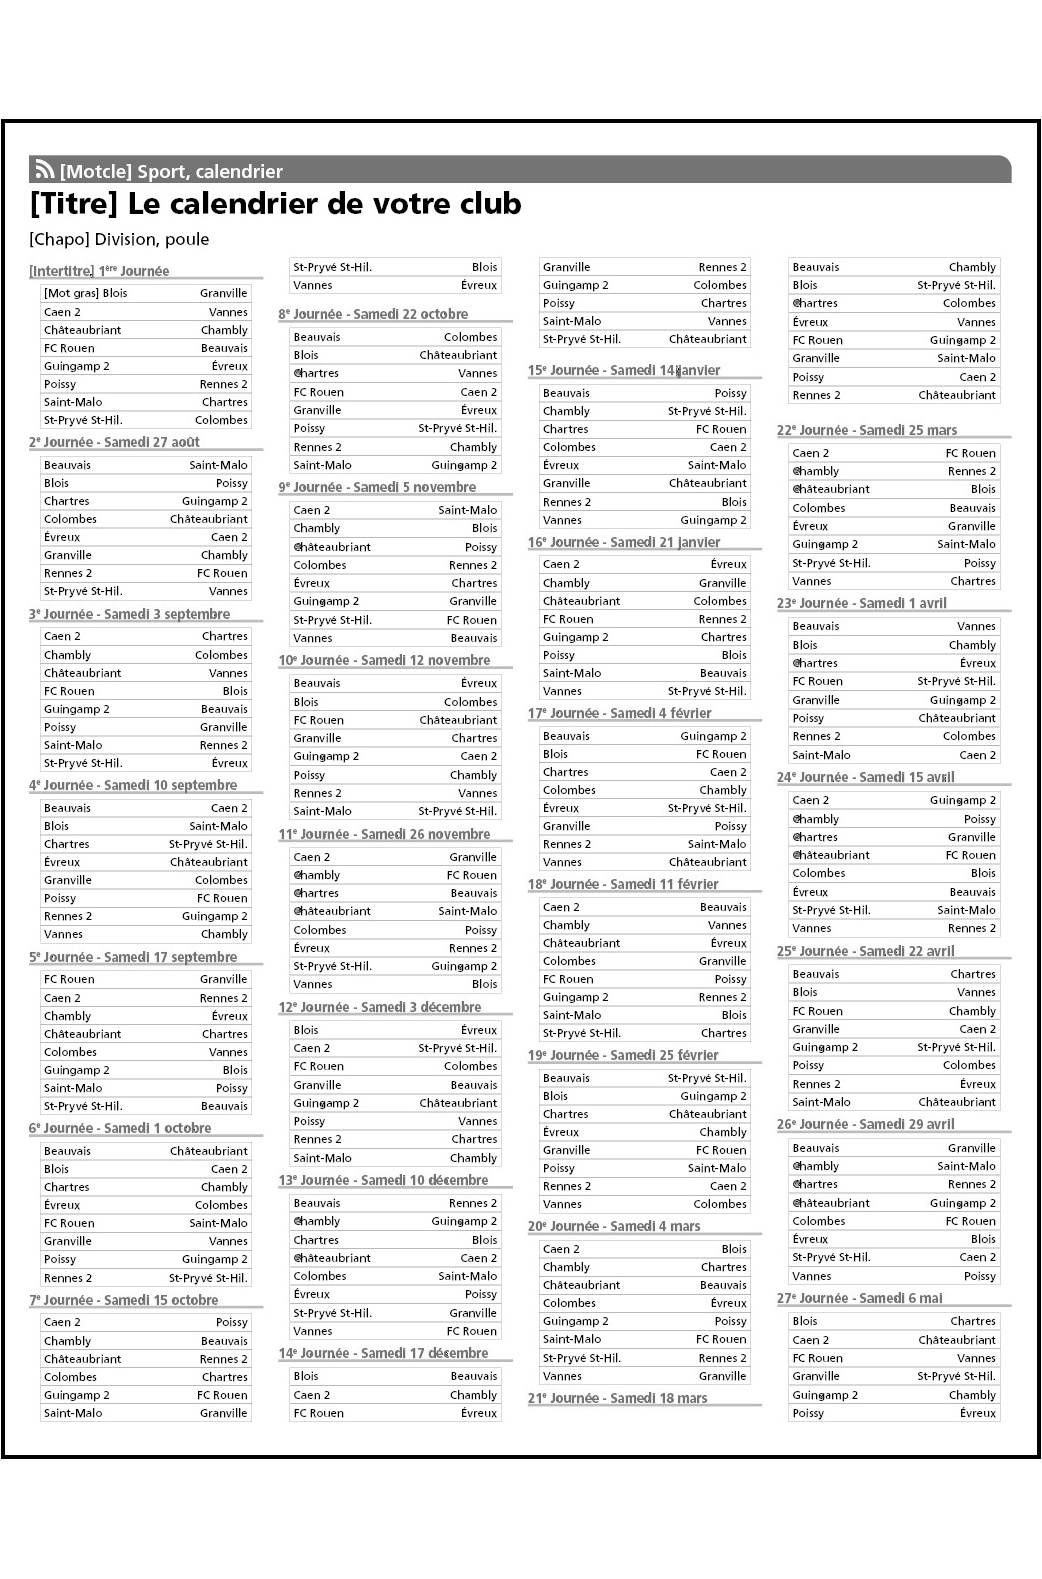 [Motcle] Sport, calendrier
[Titre] Le calendrier de votre club
[Chapo] Division, poule
[Intertitre] 1ère Journée
[Mot gras] Blois Granville
Caen 2 Vannes
Châteaubriant Chambly
FC Rouen Beauvais
Guingamp 2 Évreux
Poissy Rennes 2
Saint-Malo Chartres
St-Pryvé St-Hil. Colombes
2e Journée - Samedi 27 août
Beauvais Saint-Malo
Blois Poissy
Chartres Guingamp 2
Colombes Châteaubriant
Évreux Caen 2
Granville Chambly
Rennes 2 FC Rouen
St-Pryvé St-Hil. Vannes
3e Journée - Samedi 3 septembre
Caen 2 Chartres
Chambly Colombes
Châteaubriant Vannes
FC Rouen Blois
Guingamp 2 Beauvais
Poissy Granville
Saint-Malo Rennes 2
St-Pryvé St-Hil. Évreux
4e Journée - Samedi 10 septembre
Beauvais Caen 2
Blois Saint-Malo
Chartres St-Pryvé St-Hil.
Évreux Châteaubriant
Granville Colombes
Poissy FC Rouen
Rennes 2 Guingamp 2
Vannes Chambly
5e Journée - Samedi 17 septembre
FC Rouen Granville
Caen 2 Rennes 2
Chambly Évreux
Châteaubriant Chartres
Colombes Vannes
Guingamp 2 Blois
Saint-Malo Poissy
St-Pryvé St-Hil. Beauvais
6e Journée - Samedi 1 octobre
Beauvais Châteaubriant
Blois Caen 2
Chartres Chambly
Évreux Colombes
FC Rouen Saint-Malo
Granville Vannes
Poissy Guingamp 2
Rennes 2 St-Pryvé St-Hil.
7e Journée - Samedi 15 octobre
Caen 2 Poissy
Chambly Beauvais
Châteaubriant Rennes 2
Colombes Chartres
Guingamp 2 FC Rouen
Saint-Malo Granville
St-Pryvé St-Hil. Blois
Vannes Évreux
8e Journée - Samedi 22 octobre
Beauvais Colombes
Blois Châteaubriant
Chartres Vannes
FC Rouen Caen 2
Granville Évreux
Poissy St-Pryvé St-Hil.
Rennes 2 Chambly
Saint-Malo Guingamp 2
9e Journée - Samedi 5 novembre
Caen 2 Saint-Malo
Chambly Blois
Châteaubriant Poissy
Colombes Rennes 2
Évreux Chartres
Guingamp 2 Granville
St-Pryvé St-Hil. FC Rouen
Vannes Beauvais
10e Journée - Samedi 12 novembre
Beauvais Évreux
Blois Colombes
FC Rouen Châteaubriant
Granville Chartres
Guingamp 2 Caen 2
Poissy Chambly
Rennes 2 Vannes
Saint-Malo St-Pryvé St-Hil.
11e Journée - Samedi 26 novembre
Caen 2 Granville
Chambly FC Rouen
Chartres Beauvais
Châteaubriant Saint-Malo
Colombes Poissy
Évreux Rennes 2
St-Pryvé St-Hil. Guingamp 2
Vannes Blois
12e Journée - Samedi 3 décembre
Blois Évreux
Caen 2 St-Pryvé St-Hil.
FC Rouen Colombes
Granville Beauvais
Guingamp 2 Châteaubriant
Poissy Vannes
Rennes 2 Chartres
Saint-Malo Chambly
13e Journée - Samedi 10 décembre
Beauvais Rennes 2
Chambly Guingamp 2
Chartres Blois
Châteaubriant Caen 2
Colombes Saint-Malo
Évreux Poissy
St-Pryvé St-Hil. Granville
Vannes FC Rouen
14e Journée - Samedi 17 décembre
Blois Beauvais
Caen 2 Chambly
FC Rouen Évreux
Granville Rennes 2
Guingamp 2 Colombes
Poissy Chartres
Saint-Malo Vannes
St-Pryvé St-Hil. Châteaubriant
15e Journée - Samedi 14 janvier
Beauvais Poissy
Chambly St-Pryvé St-Hil.
Chartres FC Rouen
Colombes Caen 2
Évreux Saint-Malo
Granville Châteaubriant
Rennes 2 Blois
Vannes Guingamp 2
16e Journée - Samedi 21 janvier
Caen 2 Évreux
Chambly Granville
Châteaubriant Colombes
FC Rouen Rennes 2
Guingamp 2 Chartres
Poissy Blois
Saint-Malo Beauvais
Vannes St-Pryvé St-Hil.
17e Journée - Samedi 4 février
Beauvais Guingamp 2
Blois FC Rouen
Chartres Caen 2
Colombes Chambly
Évreux St-Pryvé St-Hil.
Granville Poissy
Rennes 2 Saint-Malo
Vannes Châteaubriant
18e Journée - Samedi 11 février
Caen 2 Beauvais
Chambly Vannes
Châteaubriant Évreux
Colombes Granville
FC Rouen Poissy
Guingamp 2 Rennes 2
Saint-Malo Blois
St-Pryvé St-Hil. Chartres
19e Journée - Samedi 25 février
Beauvais St-Pryvé St-Hil.
Blois Guingamp 2
Chartres Châteaubriant
Évreux Chambly
Granville FC Rouen
Poissy Saint-Malo
Rennes 2 Caen 2
Vannes Colombes
20e Journée - Samedi 4 mars
Caen 2 Blois
Chambly Chartres
Châteaubriant Beauvais
Colombes Évreux
Guingamp 2 Poissy
Saint-Malo FC Rouen
St-Pryvé St-Hil. Rennes 2
Vannes Granville
21e Journée - Samedi 18 mars
Beauvais Chambly
Blois St-Pryvé St-Hil.
Chartres Colombes
Évreux Vannes
FC Rouen Guingamp 2
Granville Saint-Malo
Poissy Caen 2
Rennes 2 Châteaubriant
22e Journée - Samedi 25 mars
Caen 2 FC Rouen
Chambly Rennes 2
Châteaubriant Blois
Colombes Beauvais
Évreux Granville
Guingamp 2 Saint-Malo
St-Pryvé St-Hil. Poissy
Vannes Chartres
23e Journée - Samedi 1 avril
Beauvais Vannes
Blois Chambly
Chartres Évreux
FC Rouen St-Pryvé St-Hil.
Granville Guingamp 2
Poissy Châteaubriant
Rennes 2 Colombes
Saint-Malo Caen 2
24e Journée - Samedi 15 avril
Caen 2 Guingamp 2
Chambly Poissy
Chartres Granville
Châteaubriant FC Rouen
Colombes Blois
Évreux Beauvais
St-Pryvé St-Hil. Saint-Malo
Vannes Rennes 2
25e Journée - Samedi 22 avril
Beauvais Chartres
Blois Vannes
FC Rouen Chambly
Granville Caen 2
Guingamp 2 St-Pryvé St-Hil.
Poissy Colombes
Rennes 2 Évreux
Saint-Malo Châteaubriant
26e Journée - Samedi 29 avril
Beauvais Granville
Chambly Saint-Malo
Chartres Rennes 2
Châteaubriant Guingamp 2
Colombes FC Rouen
Évreux Blois
St-Pryvé St-Hil. Caen 2
Vannes Poissy
27e Journée - Samedi 6 mai
Blois Chartres
Caen 2 Châteaubriant
FC Rouen Vannes
Granville St-Pryvé St-Hil.
Guingamp 2 Chambly
Poissy Évreux